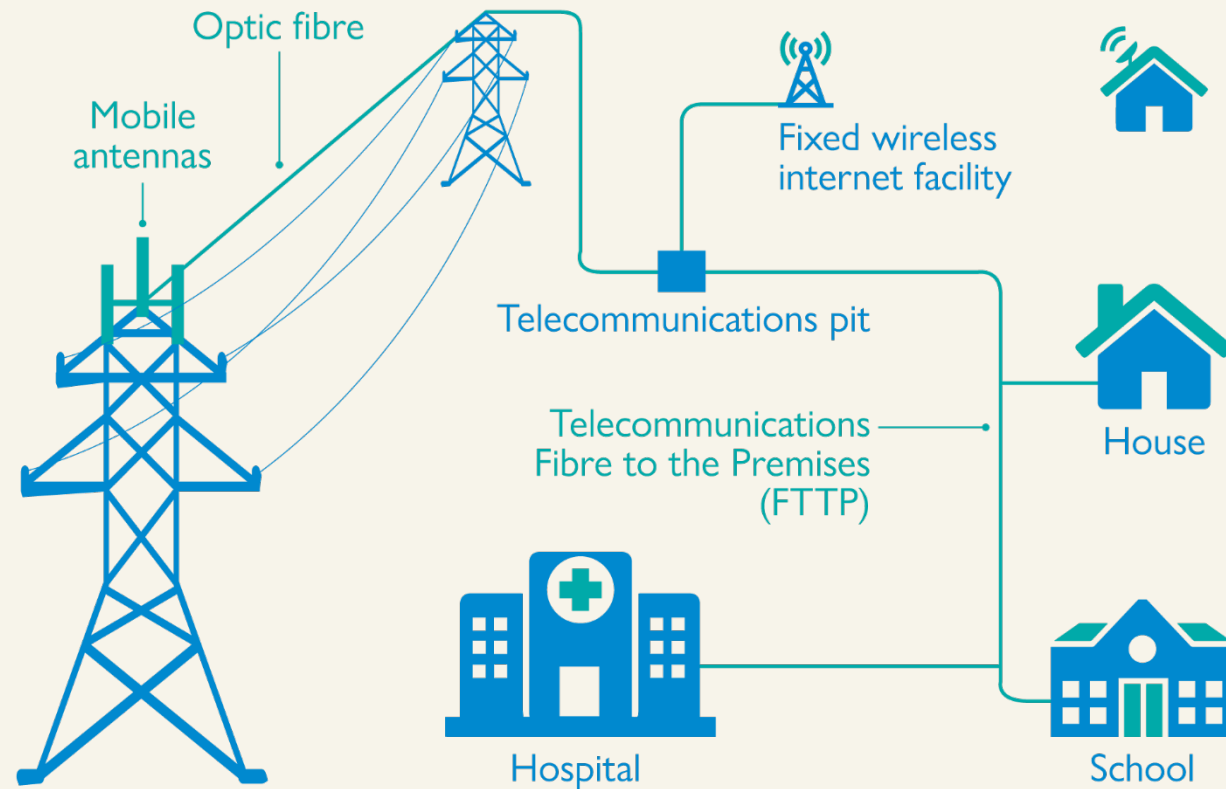 Optic fibre
Mobile
antennas
Fixed wireless
internet facility
Telecommunications pit
Telecommunications
Fibre to the Premises
(FTTP)
House
Hospital
School